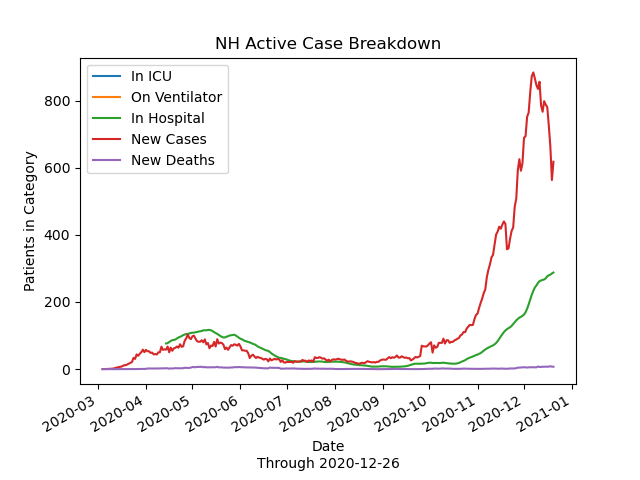 NH Active Case Breakdown
In ICU
On Ventilator
In Hospital
New Cases
New Deaths
Patients in Category
800
600
400
200
0
2020-03
2020-04
2020-05
2020-06
2020-07
2020-08
2020-09
2020-10
2020-11
2020-12
2021-01
Date
Through 2020-12-26